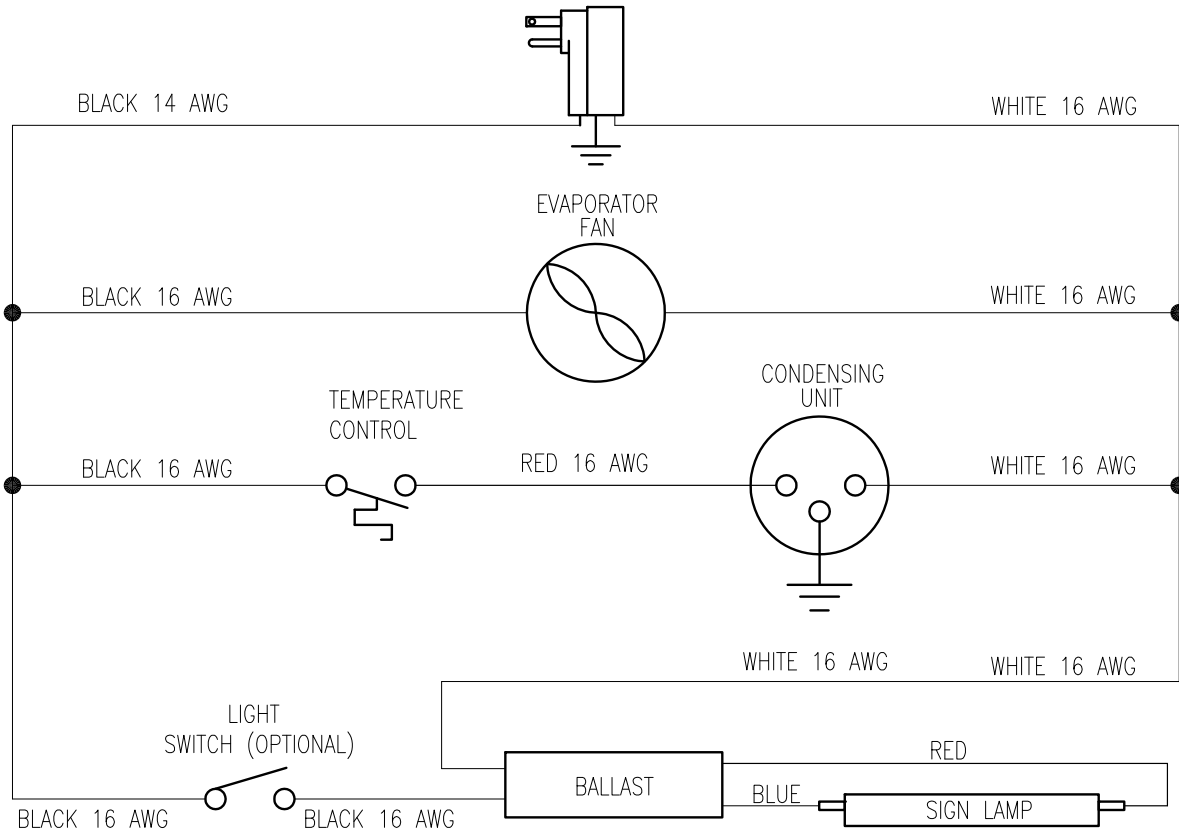 BLACK 14 AWG
WHITE 16 AWG
EVAPORATOR
FAN
BLACK 16 AWG
WHITE 16 AWG
CONDENSING
UNIT
TEMPERATURE
CONTROL
BLACK 16 AWG
RED 16 AWG
WHITE 16 AWG
WHITE 16 AWG
WHITE 16 AWG
LIGHT
SWITCH (OPTIONAL)
RED
BALLAST
BLUE
SIGN LAMP
BLACK 16 AWG
BLACK 16 AWG